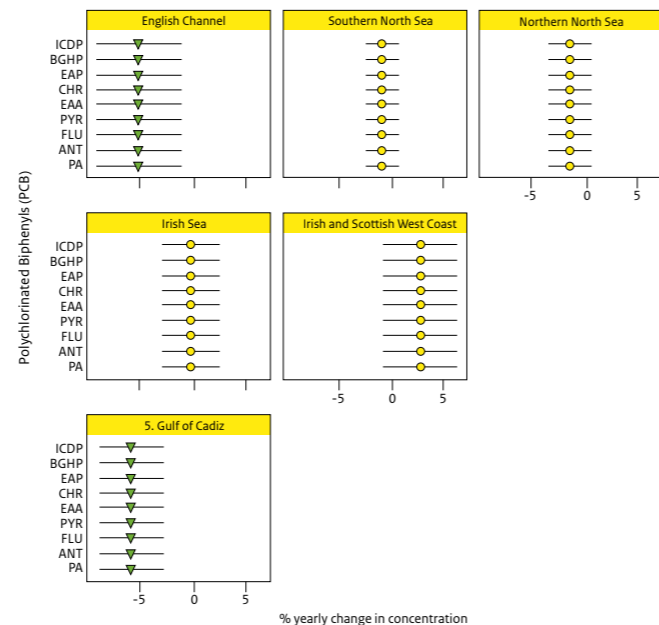 English Channel
Southern North Sea
Northern North Sea
ICDP
BGHP
EAP
CHR
EAA
PYR
FLU
ANT
PA
-5 0 5
Polychlorinated Biphenyls (PCB)
Irish Sea
Irish and Scottish West Coast
ICDP
BGHP
EAP
CHR
EAA
PYR
FLU
ANT
PA
-5 0 5
5. Gulf of Cadiz
ICDP
BGHP
EAP
CHR
EAA
PYR
FLU
ANT
PA
-5 0 5
% yearly change in concentration